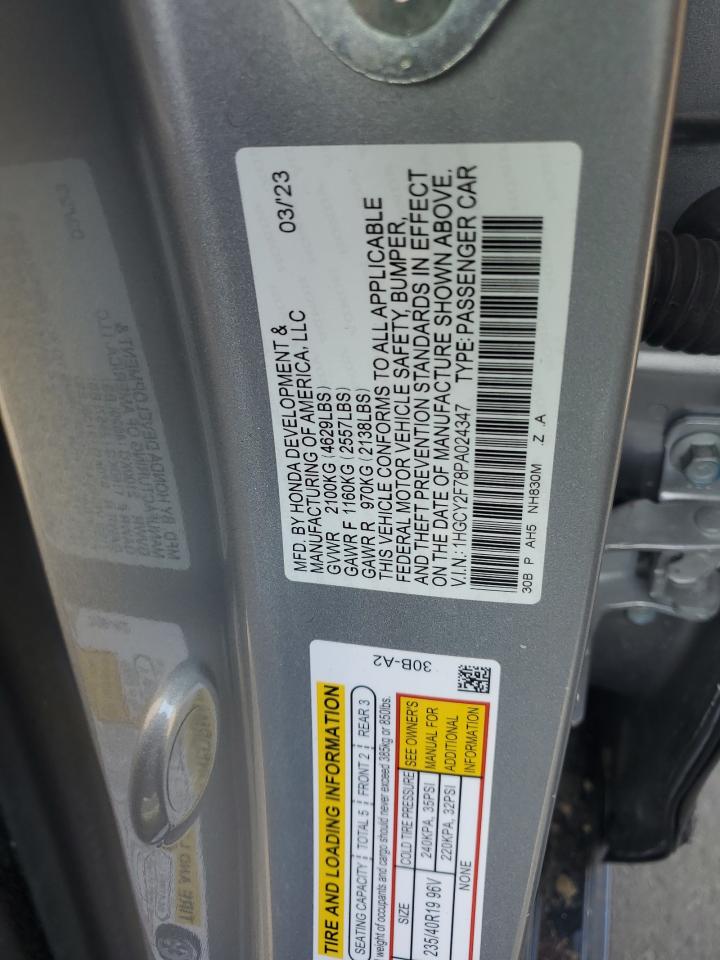 MFD. BY HONDA DEVELOPMENT &
MANUFACTURING OF AMERICA, LLC 03/'23
GVWR 2100KG (4629LBS)
GAWR F 1160KG (2557LBS)
GAWR R 970KG (2138LBS)
THIS VEHICLE CONFORMS TO ALL APPLICABLE
FEDERAL MOTOR VEHICLE SAFETY, BUMPER,
AND THEFT PREVENTION STANDARDS IN EFFECT
ON THE DATE OF MANUFACTURE SHOWN ABOVE.
V.I.N.: 1HGCY2F78PA024347 TYPE: PASSENGER CAR
30B P AH5 NH830M Z .A
30B-A2
TIRE AND LOADING INFORMATION
SEATING CAPACITY TOTAL 5 FRONT 2 REAR 3
weight of occupants and cargo should never exceed 385kg or 850lbs.
SIZE COLD TIRE PRESSURE SEE OWNER'S
235/40R19 96V 240KPA, 35PSI MANUAL FOR
220KPA, 32PSI ADDITIONAL
NONE INFORMATION